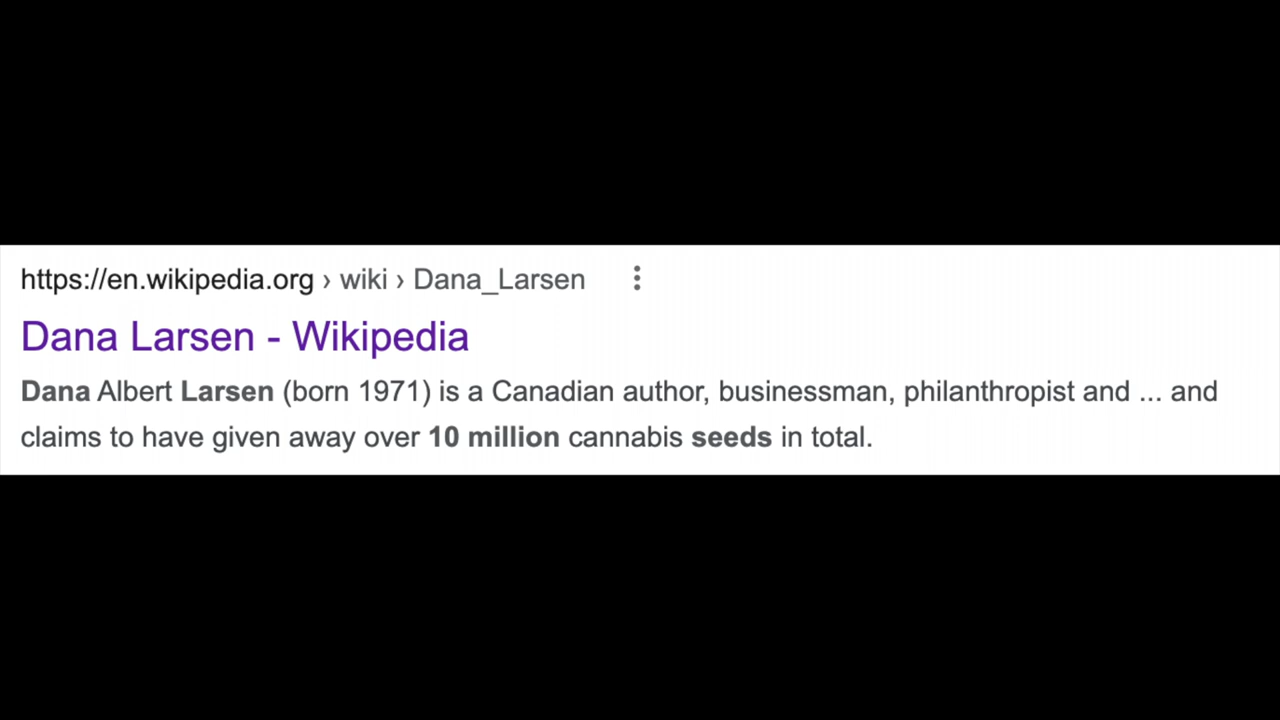 https://en.wikipedia.org › wiki › Dana_Larsen
Dana Larsen - Wikipedia
Dana Albert Larsen (born 1971) is a Canadian author, businessman, philanthropist and ... and
claims to have given away over 10 million cannabis seeds in total.